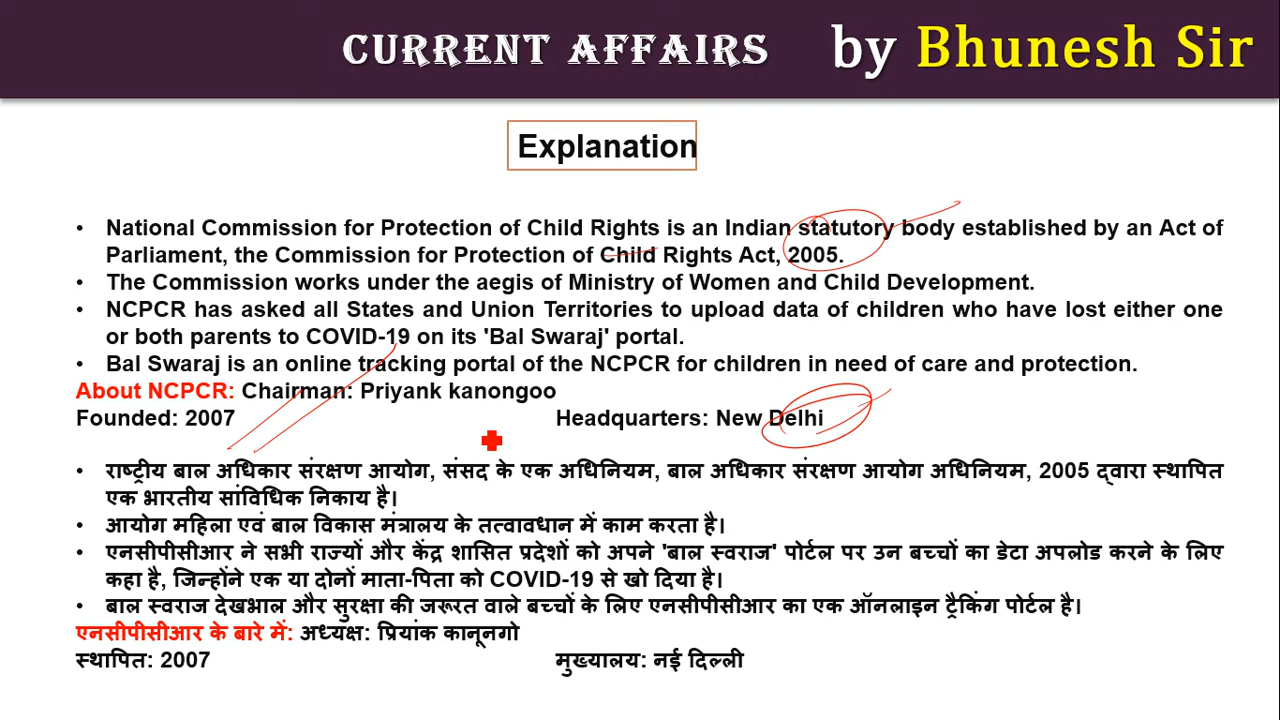 CURRENT AFFAIRS by Bhunesh Sir
Explanation
• National Commission for Protection of Child Rights is an Indian statutory body established by an Act of
Parliament, the Commission for Protection of Child Rights Act, 2005.
• The Commission works under the aegis of Ministry of Women and Child Development.
• NCPCR has asked all States and Union Territories to upload data of children who have lost either one
or both parents to COVID-19 on its 'Bal Swaraj' portal.
• Bal Swaraj is an online tracking portal of the NCPCR for children in need of care and protection.
About NCPCR: Chairman: Priyank kanongoo
Founded: 2007 Headquarters: New Delhi
• राष्ट्रीय बाल अधिकार संरक्षण आयोग, संसद के एक अधिनियम, बाल अधिकार संरक्षण आयोग अधिनियम, 2005 द्वारा स्थापित
एक भारतीय सांविधिक निकाय है।
• आयोग महिला एवं बाल विकास मंत्रालय के तत्वावधान में काम करता है।
• एनसीपीसीआर ने सभी राज्यों और केंद्र शासित प्रदेशों को अपने 'बाल स्वराज' पोर्टल पर उन बच्चों का डेटा अपलोड करने के लिए
कहा है, जिन्होंने एक या दोनों माता-पिता को COVID-19 से खो दिया है।
• बाल स्वराज देखभाल और सुरक्षा की जरूरत वाले बच्चों के लिए एनसीपीसीआर का एक ऑनलाइन ट्रैकिंग पोर्टल है।
एनसीपीसीआर के बारे में: अध्यक्ष: प्रियांक कानूनगो
स्थापित: 2007 मुख्यालय: नई दिल्ली